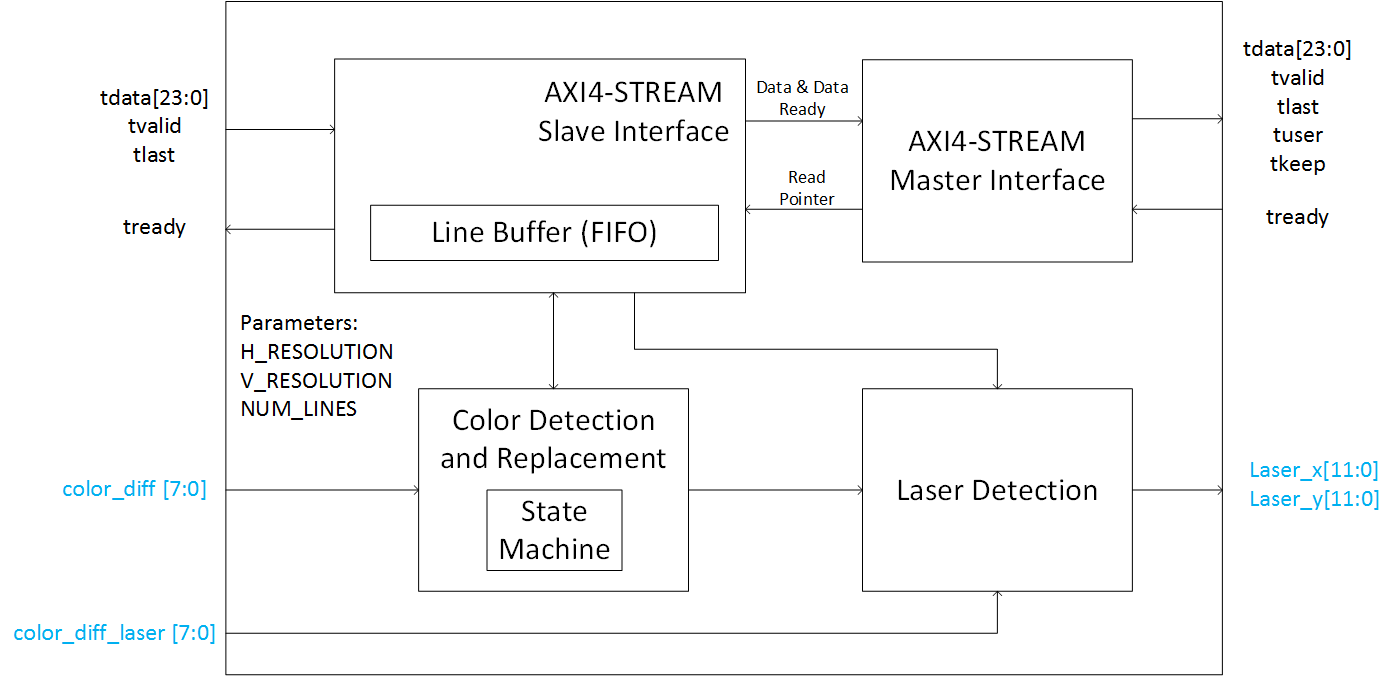 tdata[23:0]
tvalid
tlast
tready
AXI4-STREAM
Slave Interface
Line Buffer (FIFO)
Data & Data
Ready
Read
Pointer
AXI4-STREAM
Master Interface
tdata[23:0]
tvalid
tlast
tuser
tkeep
tready
Parameters:
H_RESOLUTION
V_RESOLUTION
NUM_LINES
color_diff [7:0]
Color Detection
and Replacement
State
Machine
Laser Detection
Laser_x[11:0]
Laser_y[11:0]
color_diff_laser [7:0]